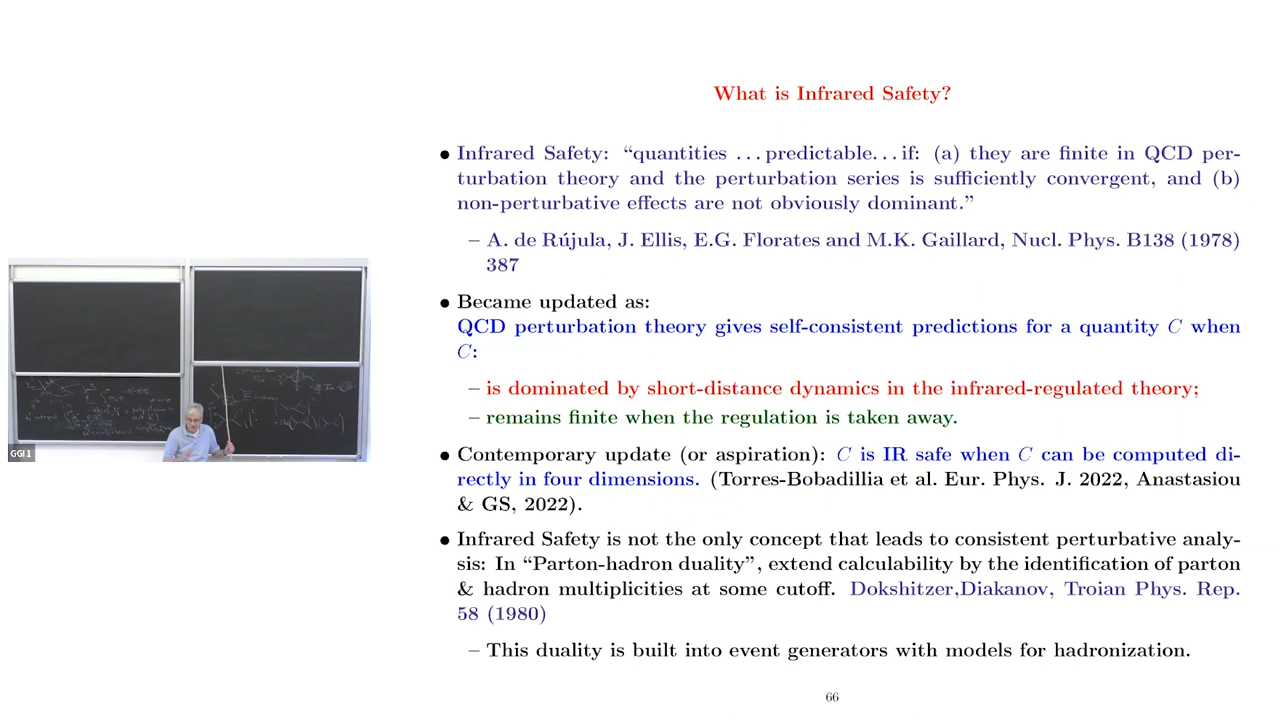 What is Infrared Safety?
• Infrared Safety: “quantities ...predictable...if: (a) they are finite in QCD per-
turbation theory and the perturbation series is sufficiently convergent, and (b)
non-perturbative effects are not obviously dominant.”
– A. de Rújula, J. Ellis, E.G. Florates and M.K. Gaillard, Nucl. Phys. B138 (1978)
387
• Became updated as:
QCD perturbation theory gives self-consistent predictions for a quantity C when
C:
– is dominated by short-distance dynamics in the infrared-regulated theory;
– remains finite when the regulation is taken away.
• Contemporary update (or aspiration): C is IR safe when C can be computed di-
rectly in four dimensions. (Torres-Bobadillia et al. Eur. Phys. J. 2022, Anastasiou
& GS, 2022).
• Infrared Safety is not the only concept that leads to consistent perturbative analy-
sis: In “Parton-hadron duality”, extend calculability by the identification of parton
& hadron multiplicities at some cutoff. Dokshitzer,Diakanov, Troian Phys. Rep.
58 (1980)
– This duality is built into event generators with models for hadronization.
66
GGI 1